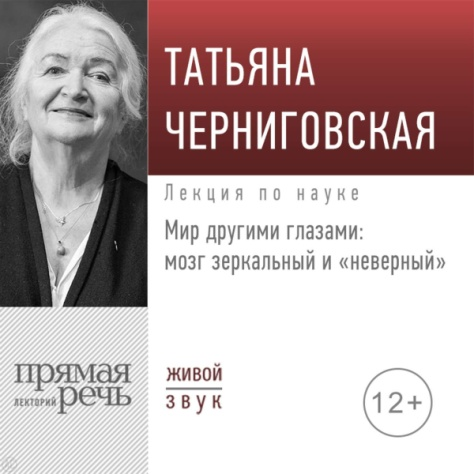 ТАТЬЯНА
ЧЕРНИГОВСКАЯ
Лекция по науке
Мир другими глазами:
мозг зеркальный и «неверный»
прямая
ЛЕКТОРИЙ речь
живой
звук
12+